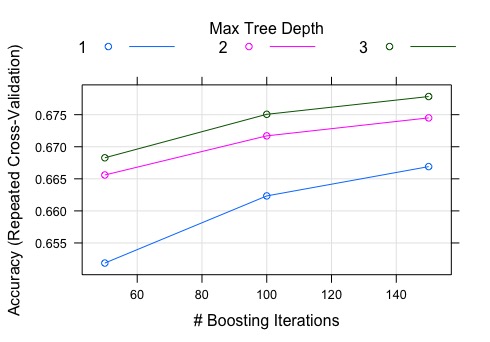 Max Tree Depth
1 2 3
Accuracy (Repeated Cross-Validation)
0.675
0.670
0.665
0.660
0.655
60 80 100 120 140
# Boosting Iterations